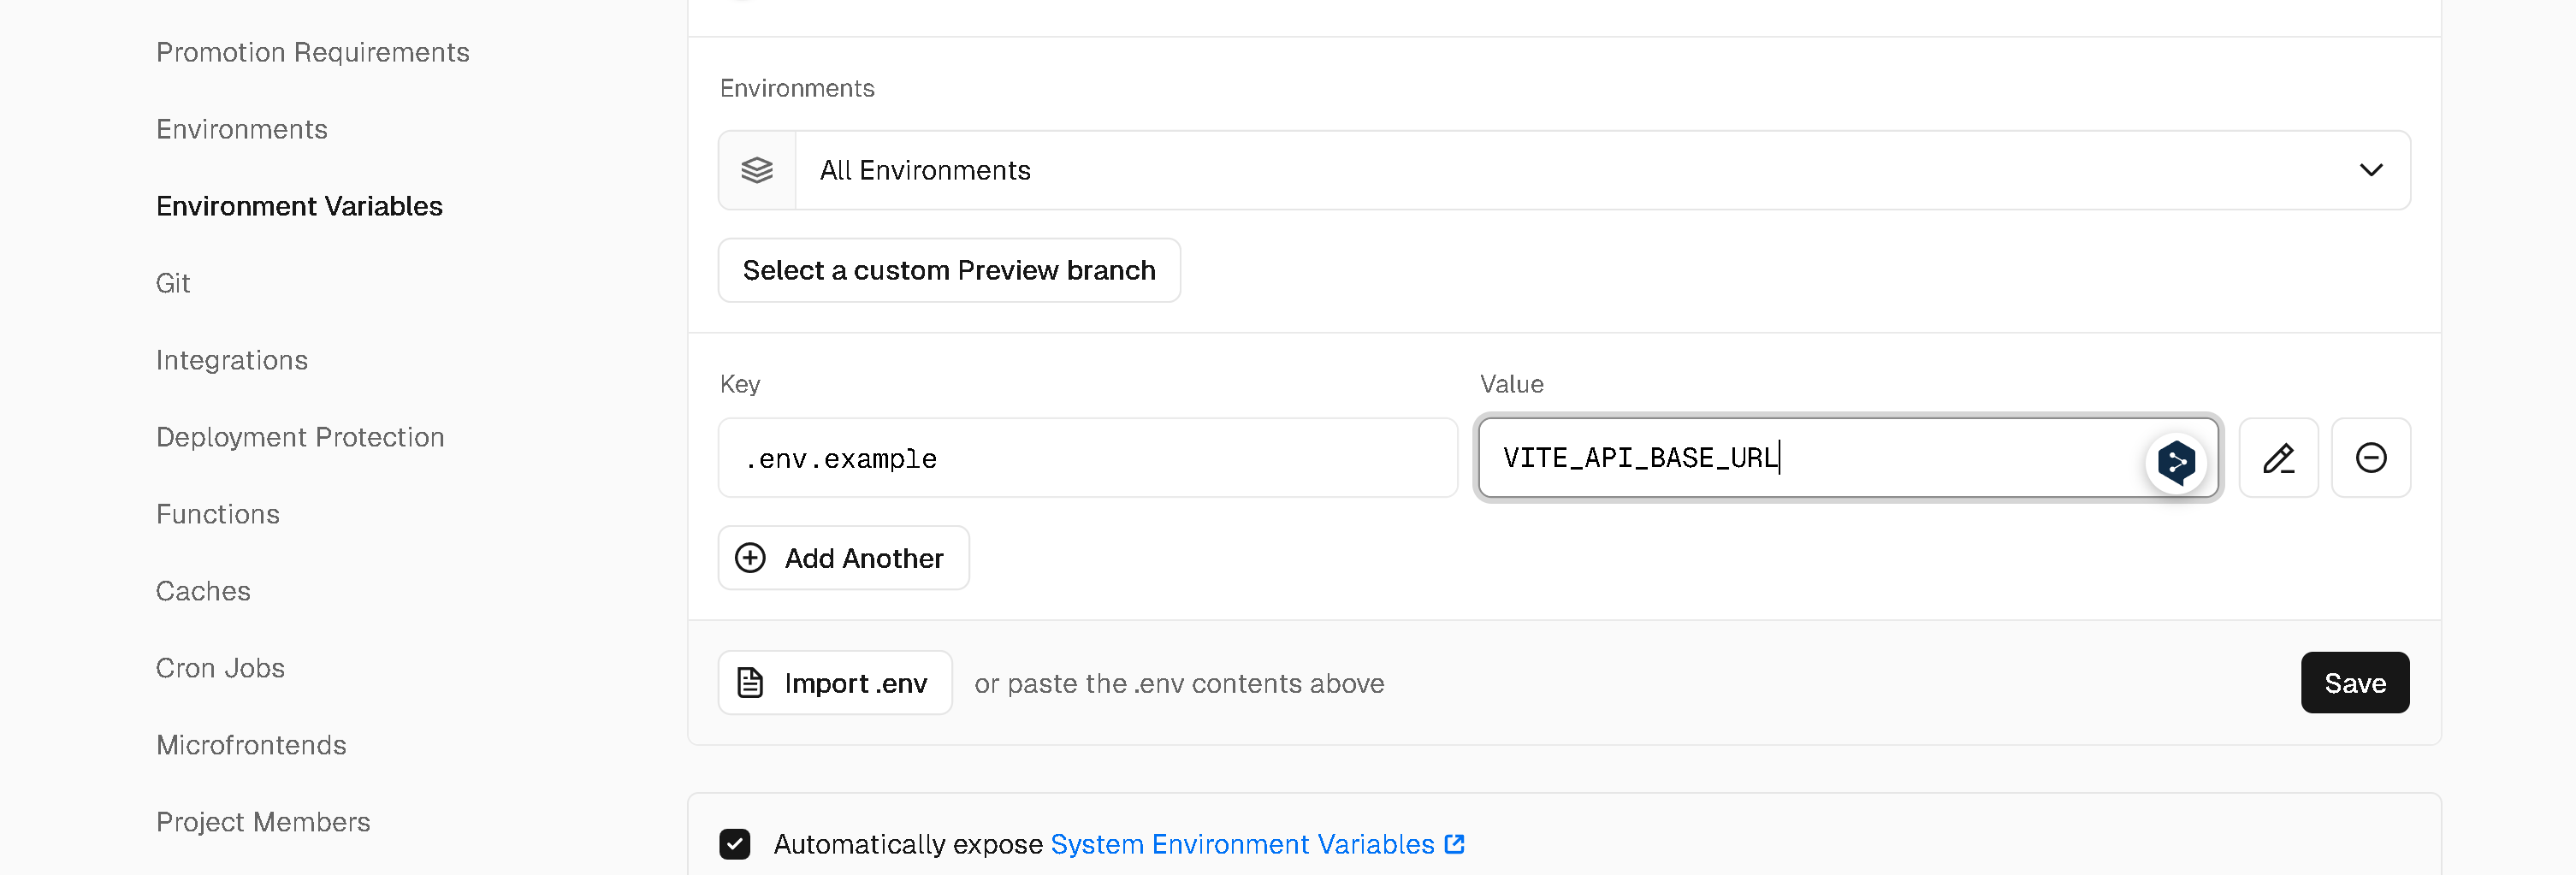 Promotion Requirements
Environments
Environment Variables
Git
Integrations
Deployment Protection
Functions
Caches
Cron Jobs
Microfrontends
Project Members
Environments
All Environments
Select a custom Preview branch
Key
Value
.env.example
VITE_API_BASE_URL
Add Another
Import .env
or paste the .env contents above
Save
Automatically expose System Environment Variables